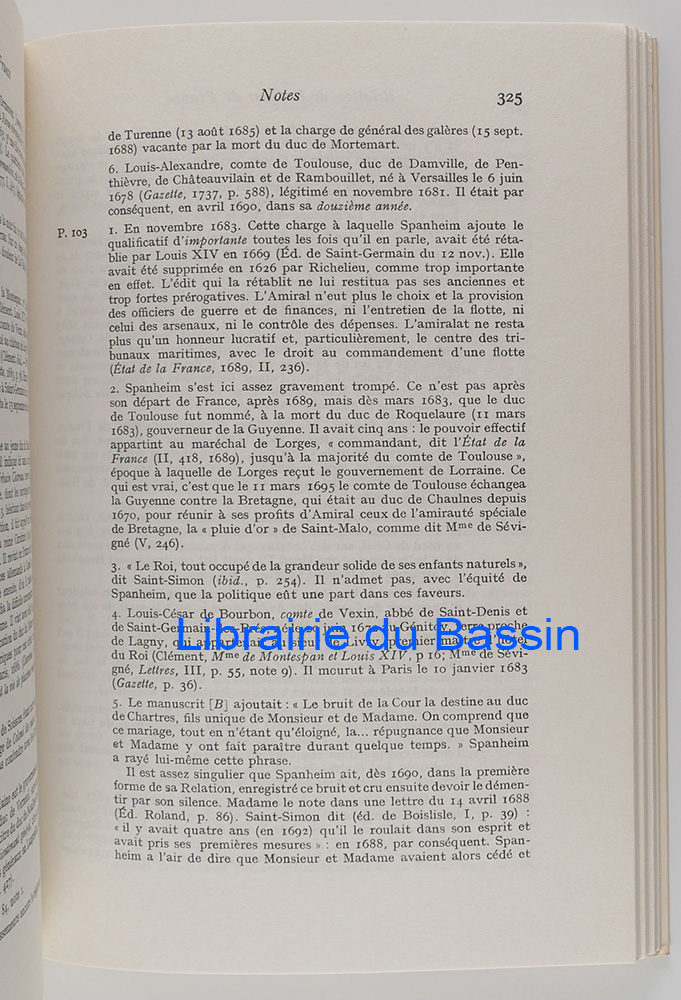 Notes 325
de Turenne (13 août 1685) et la charge de général des galères (15 sept.
1688) vacante par la mort du duc de Mortemart.
6. Louis-Alexandre, comte de Toulouse, duc de Damville, de Pen-
thièvre, de Châteauvilain et de Rambouillet, né à Versailles le 6 juin
1678 (Gazette, 1737, p. 588), légitimé en novembre 1681. Il était par
conséquent, en avril 1690, dans sa douzième année.
P. 103 1. En novembre 1683. Cette charge à laquelle Spanheim ajoute le
qualificatif d'importante toutes les fois qu'il en parle, avait été réta-
blie par Louis XIV en 1669 (Éd. de Saint-Germain du 12 nov.). Elle
avait été supprimée en 1626 par Richelieu, comme trop importante
en effet. L'édit qui la rétablit ne lui restitua pas ses anciennes et
trop fortes prérogatives. L'Amiral n'eut plus le choix et la provision
des officiers de guerre et de finances, ni l'entretien de la flotte, ni
celui des arsenaux, ni le contrôle des dépenses. L'amiralat ne resta
plus qu'un honneur lucratif et, particulièrement, le centre des tri-
bunaux maritimes, avec le droit au commandement d'une flotte
(État de la France, 1689, II, 236).
2. Spanheim s'est ici assez gravement trompé. Ce n'est pas après
son départ de France, après 1689, mais dès mars 1683, que le duc
de Toulouse fut nommé, à la mort du duc de Roquelaure (11 mars
1683), gouverneur de la Guyenne. Il avait cinq ans : le pouvoir effectif
appartint au maréchal de Lorges, « commandant, dit l'État de la
France (II, 418, 1689), jusqu'à la majorité du comte de Toulouse »,
époque à laquelle de Lorges reçut le gouvernement de Lorraine. Ce
qui est vrai, c'est que le 11 mars 1695 le comte de Toulouse échangea
la Guyenne contre la Bretagne, qui était au duc de Chaulnes depuis
1670, pour réunir à ses profits d'Amiral ceux de l'amirauté spéciale
de Bretagne, la « pluie d'or » de Saint-Malo, comme dit Mme de Sévi-
gné (V, 246).
3. « Le Roi, tout occupé de la grandeur solide de ses enfants naturels »,
dit Saint-Simon (ibid., p. 254). Il n'admet pas, avec l'équité de
Spanheim, que la politique eût une part dans ces faveurs.
4. Louis-César de Bourbon, comte de Vexin, abbé de Saint-Denis et
de Saint-Germain-des-Prés, né le 20 juin 1672 au Génitoy, terre proche
Librairie du Bassin
de Lagny, qui appartenait au sieur de Livry, premier maître d'hôtel
du Roi (Clément, Mme de Montespan et Louis XIV, p 16; Mme de Sévi-
gné, Lettres, III, p. 55, note 9). Il mourut à Paris le 10 janvier 1683
(Gazette, p. 36).
5. Le manuscrit [B] ajoutait : « Le bruit de la Cour la destine au duc
de Chartres, fils unique de Monsieur et de Madame. On comprend que
ce mariage, tout en n'étant qu'éloigné, la... répugnance que Monsieur
et Madame y ont fait paraître durant quelque temps. » Spanheim
a rayé lui-même cette phrase.
Il est assez singulier que Spanheim ait, dès 1690, dans la première
forme de sa Relation, enregistré ce bruit et cru ensuite devoir le démen-
tir par son silence. Madame le note dans une lettre du 14 avril 1688
(Éd. Roland, p. 86). Saint-Simon dit (éd. de Boislisle, I, p. 39) :
« il y avait quatre ans (en 1692) qu'il le roulait dans son esprit et
avait pris ses premières mesures » : en 1688, par conséquent. Span-
heim a l'air de dire que Monsieur et Madame avaient alors cédé et